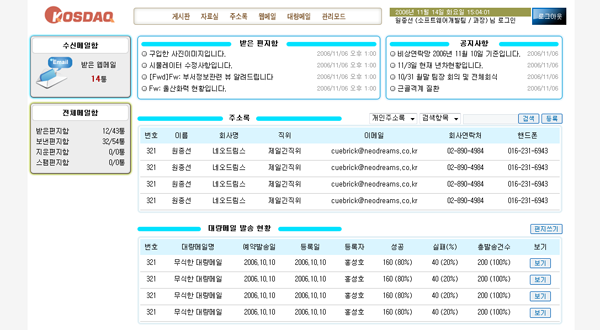 KOSDAQ
게시판 자료실 주소록 웹메일 대량메일 관리모드
2006년 11월 14일 화요일 15:04:01
원종선 (소프트웨어개발팀 / 과장) 님 로그인
로그아웃
수신메일함
Email
받은 웹메일
14통
전체메일함
받은편지함 12/43통
보낸편지함 32/54통
지운편지함 0/0통
스팸편지함 0/0통
받은 편지함
구입한 사진이미지입니다. 2006/11/06 오후 1:00
시뮬레이터 수정사항입니다. 2006/11/06 오후 1:00
[Fwd]Fw: 부서정보관련 뷰 알려드립니다 2006/11/06 오후 1:00
Fw: 울산화력 현황입니다. 2006/11/06 오후 1:00
공지사항
비상연락망 2006년 11월 10일 기준입니다. 2006/11/06
11/3일 현재 년차현황입니다. 2006/11/06
10/31 월말 팀장 회의 및 전체회식 2006/11/06
근골격계 질환 2006/11/06
주소록
개인주소록 검색항목 검색 등록
번호 이름 회사명 직위 이메일 회사연락처 핸드폰
321 원종선 네오드림스 제일긴직위 cuebrick@neodreams.co.kr 02-890-4984 016-231-6943
321 원종선 네오드림스 제일긴직위 cuebrick@neodreams.co.kr 02-890-4984 016-231-6943
321 원종선 네오드림스 제일긴직위 cuebrick@neodreams.co.kr 02-890-4984 016-231-6943
321 원종선 네오드림스 제일긴직위 cuebrick@neodreams.co.kr 02-890-4984 016-231-6943
대량메일 발송 현황
편지쓰기
번호 대량메일명 예약발송일 등록일 등록자 성공 실패(%) 총발송건수 보기
321 무식한 대량메일 2006.10.10 2006.10.10 홍성호 160 (80%) 40 (20%) 200 (100%) 보기
321 무식한 대량메일 2006.10.10 2006.10.10 홍성호 160 (80%) 40 (20%) 200 (100%) 보기
321 무식한 대량메일 2006.10.10 2006.10.10 홍성호 160 (80%) 40 (20%) 200 (100%) 보기
321 무식한 대량메일 2006.10.10 2006.10.10 홍성호 160 (80%) 40 (20%) 200 (100%) 보기